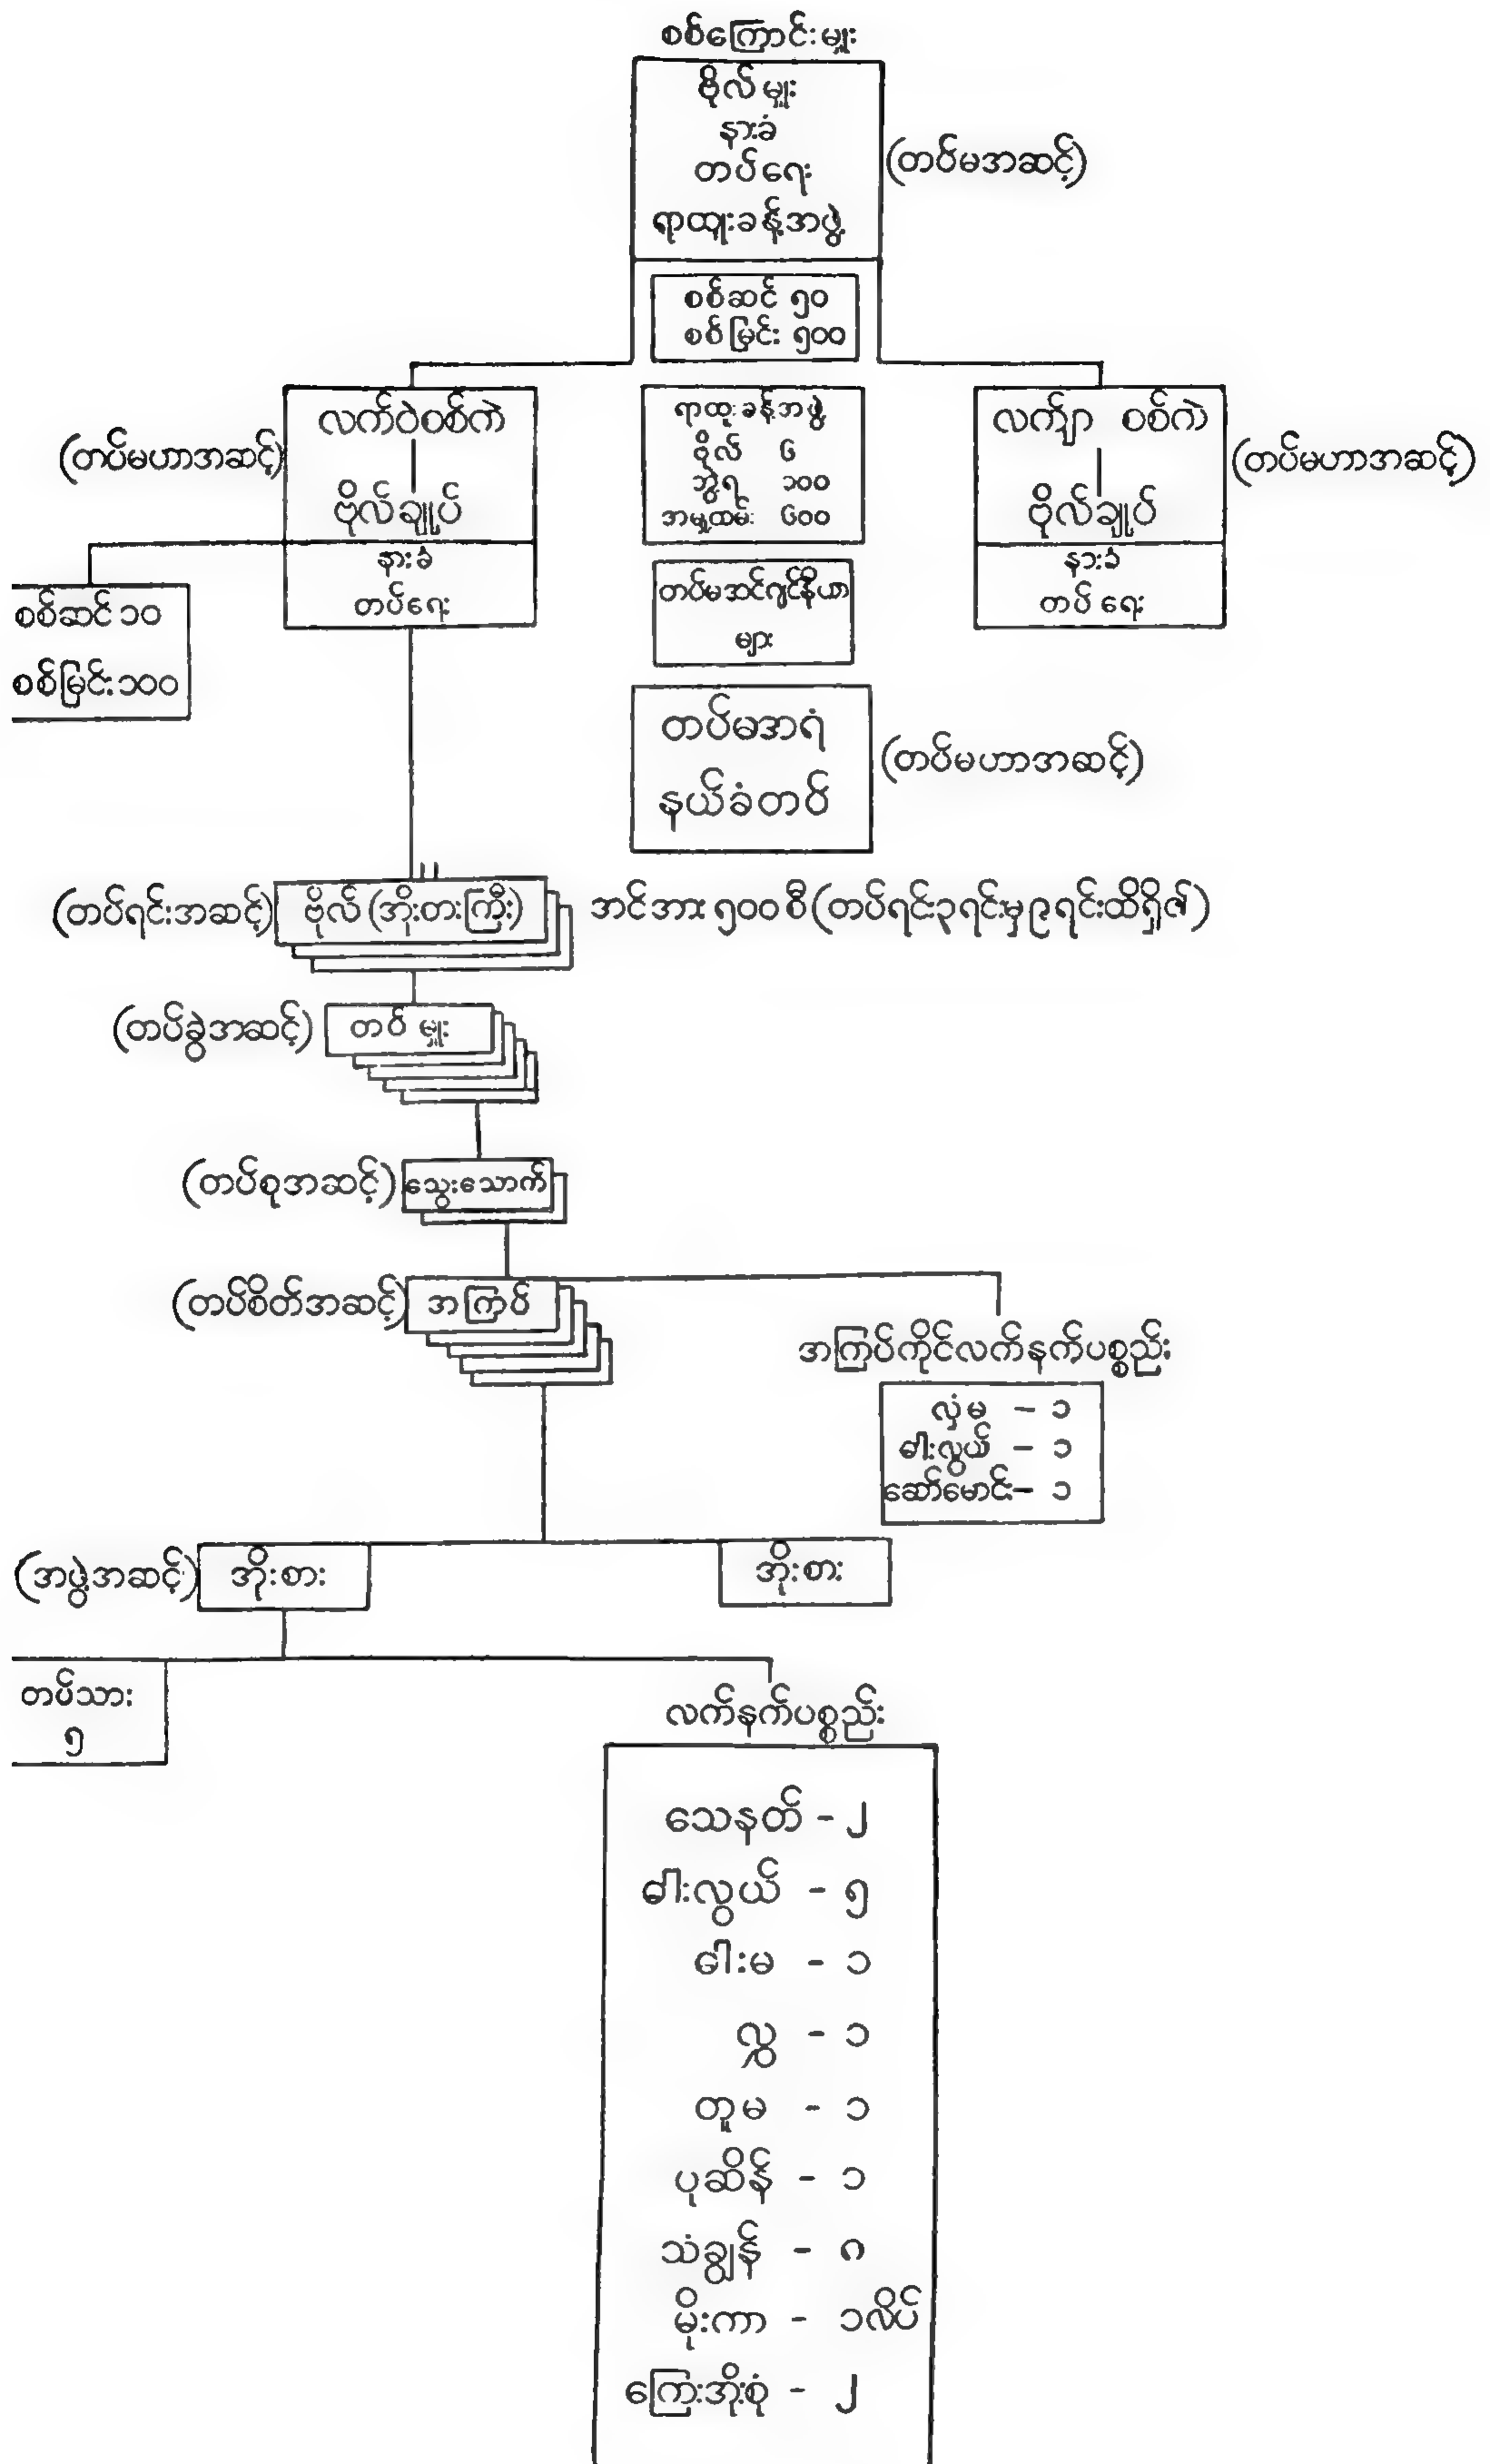 စစ်ကြောင်းမှူး
ဗိုလ်မှူး
နားခံ
တပ်ရေး
ရာထူးခန့်အဖွဲ့
(တပ်မအဆင့်)
စစ်ဆင် ၅၀
စစ်မြင်း ၅၀၀
(တပ်မဟာအဆင့်)
လက်ဝဲစစ်ကဲ
ဗိုလ်ချုပ်
နားခံ
တပ်ရေး
ရာထူးခန့်အဖွဲ့
ဗိုလ် ၆
ဘွဲ့ရ ၁၀၀
အမှုထမ်း ၆၀၀
လက်ျာ စစ်ကဲ
ဗိုလ်ချုပ်
နားခံ
တပ်ရေး
(တပ်မဟာအဆင့်)
စစ်ဆင် ၁၀
စစ်မြင်း ၁၀၀
တပ်မအင်ဂျင်နီယာ
များ
တပ်မအရံ
နယ်ခံတပ်
(တပ်မဟာအဆင့်)
(တပ်ရင်းအဆင့်) ဗိုလ် (အိုးတးကြီး) အင်အား ၅၀၀ စီ (တပ်ရင်း ၃ ရင်းမှ ၉ ရင်းထိရှိ၏)
(တပ်ခွဲအဆင့်) တပ်မှူး
(တပ်စုအဆင့်) သွေးသောက်
(တပ်စိတ်အဆင့်) အကြပ်
အကြပ်ကိုင်လက်နက်ပစ္စည်း
လှံမ – ၁
ဓါးလွယ် – ၁
ဆော်မောင်း – ၁
(အဖွဲ့အဆင့်) အိုးစား
အိုးစား
တပ်သား
၅
လက်နက်ပစ္စည်း
သေနတ် – ၂
ဓါးလွယ် – ၅
ဓါးမ – ၁
လွှ – ၁
တူမ – ၁
ပုဆိန် – ၁
သံချွန် – ၈
မိုးကာ – ၁လိပ်
ကြေးအိုးစုံ – ၂